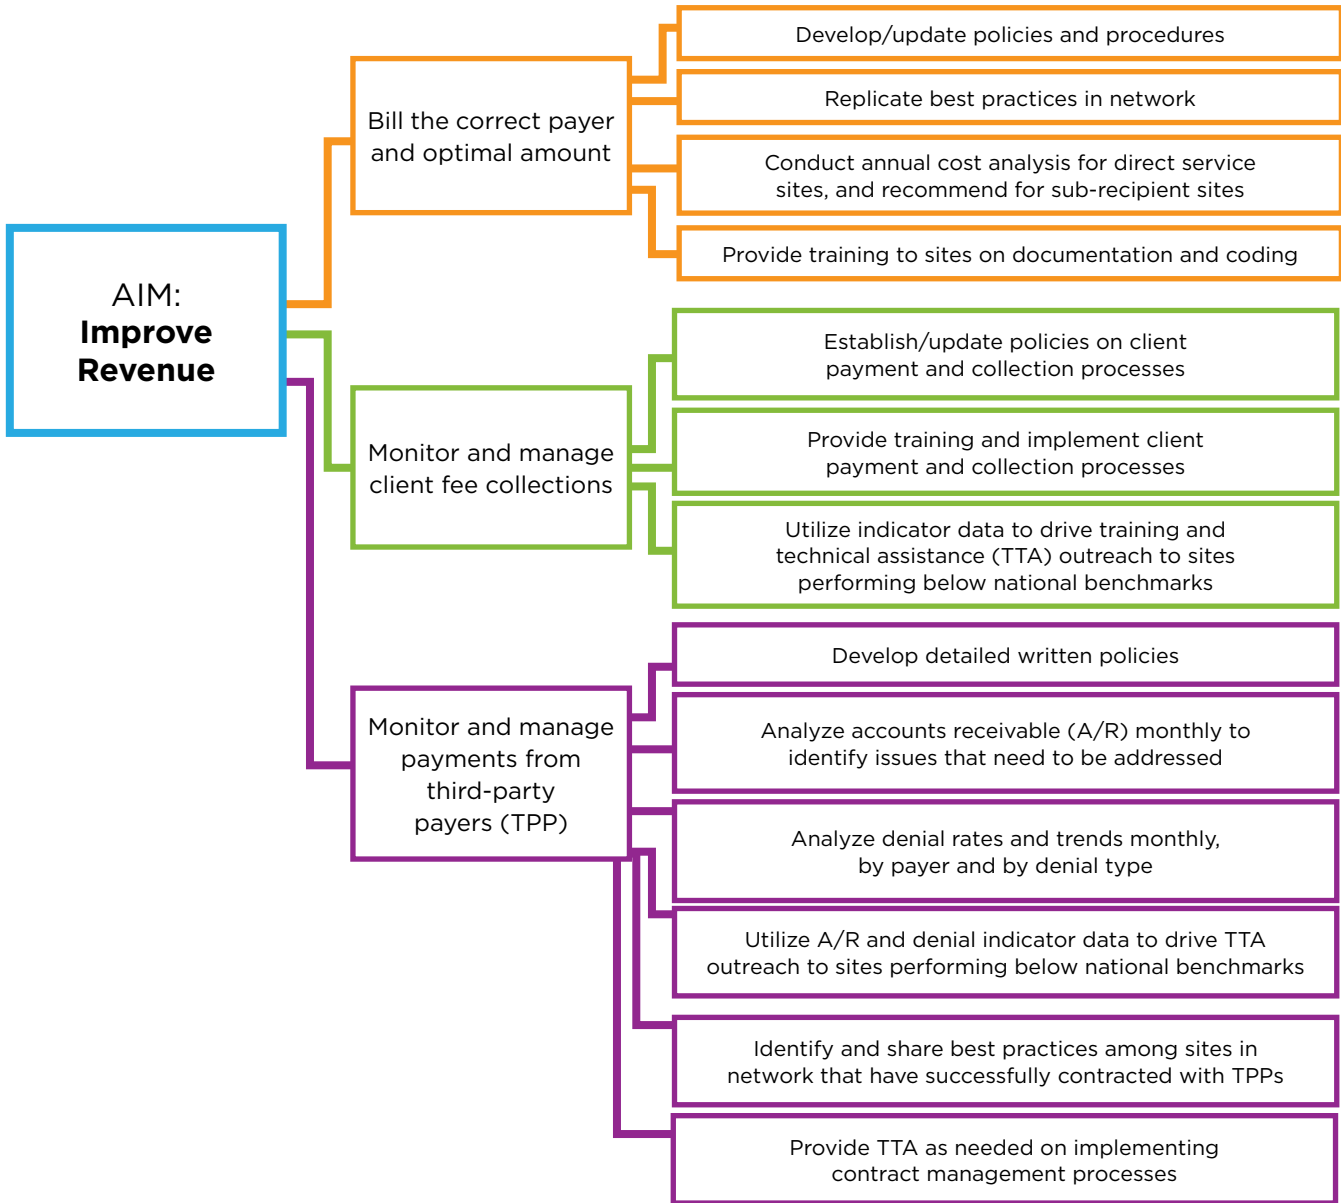 AIM:
Improve
Revenue
Bill the correct payer
and optimal amount
Develop/update policies and procedures
Replicate best practices in network
Conduct annual cost analysis for direct service
sites, and recommend for sub-recipient sites
Provide training to sites on documentation and coding
Monitor and manage
client fee collections
Establish/update policies on client
payment and collection processes
Provide training and implement client
payment and collection processes
Utilize indicator data to drive training and
technical assistance (TTA) outreach to sites
performing below national benchmarks
Monitor and manage
payments from
third-party
payers (TPP)
Develop detailed written policies
Analyze accounts receivable (A/R) monthly to
identify issues that need to be addressed
Analyze denial rates and trends monthly,
by payer and by denial type
Utilize A/R and denial indicator data to drive TTA
outreach to sites performing below national benchmarks
Identify and share best practices among sites in
network that have successfully contracted with TPPs
Provide TTA as needed on implementing
contract management processes